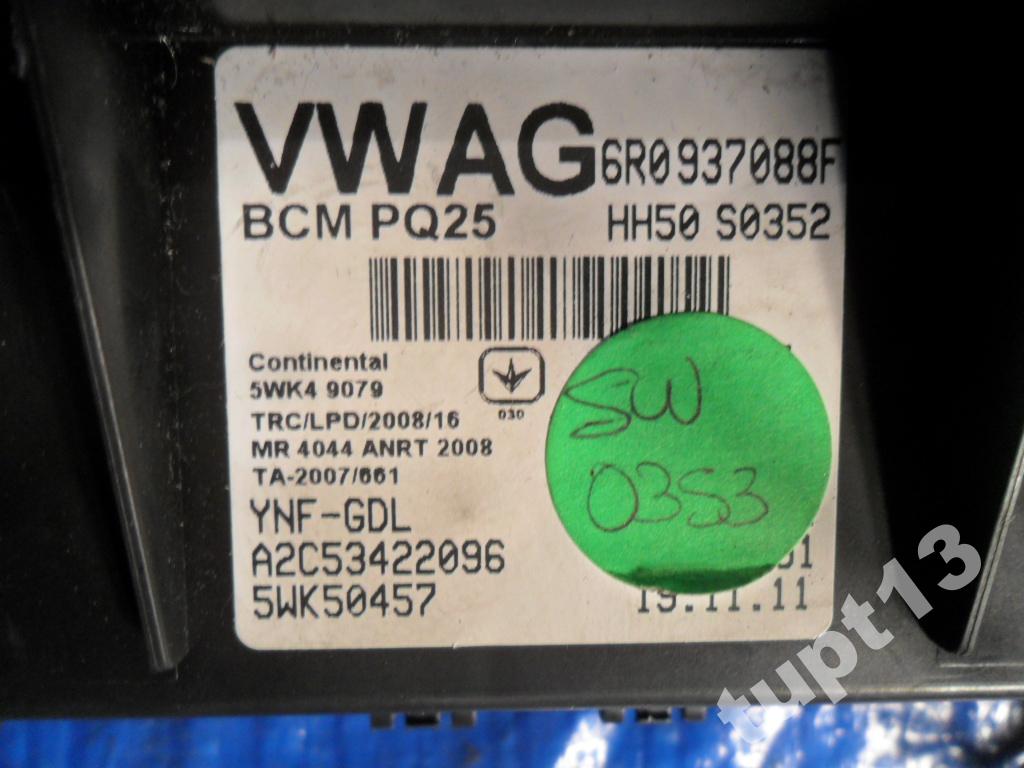 VWAG 6R0937088F
BCM PQ25 HH50 S0352
Continental
5WK4 9079
030
TRC/LPD/2008/16
MR 4044 ANRT 2008
TA-2007/661
YNF-GDL
A2C53422096
5WK50457 19.11.11
SW
0353
tupt13